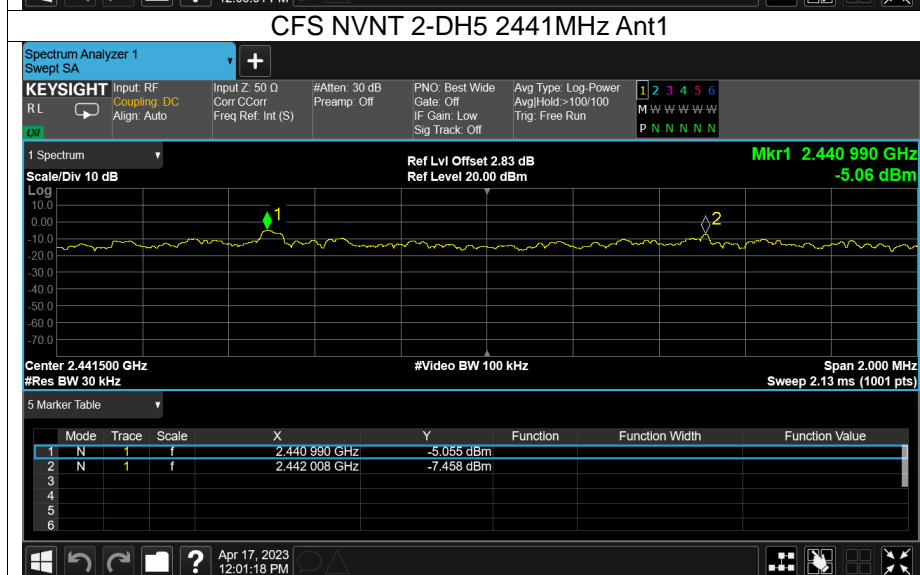 CFS NVNT 2-DH5 2441MHz Ant1
Spectrum Analyzer 1
Swept SA
+
KEYSIGHT
RL
LXI
Input: RF
Coupling: DC
Align: Auto
Input Z: 50 Ω
Corr CCorr
Freq Ref: Int (S)
#Atten: 30 dB
Preamp: Off
PNO: Best Wide
Gate: Off
IF Gain: Low
Sig Track: Off
Avg Type: Log-Power
Avg|Hold:>100/100
Trig: Free Run
1 2 3 4 5 6
M W W W W W
P N N N N N
1 Spectrum
Scale/Div 10 dB
Ref Lvl Offset 2.83 dB
Ref Level 20.00 dBm
Mkr1 2.440 990 GHz
-5.06 dBm
Log
10.0
0.00
-10.0
-20.0
-30.0
-40.0
-50.0
-60.0
-70.0
1
2
Center 2.441500 GHz
#Video BW 100 kHz
Span 2.000 MHz
#Res BW 30 kHz
Sweep 2.13 ms (1001 pts)
5 Marker Table
Mode Trace Scale X Y Function Function Width Function Value
1 N 1 f 2.440 990 GHz -5.055 dBm
2 N 1 f 2.442 008 GHz -7.458 dBm
3
4
5
6
?
Apr 17, 2023
12:01:18 PM